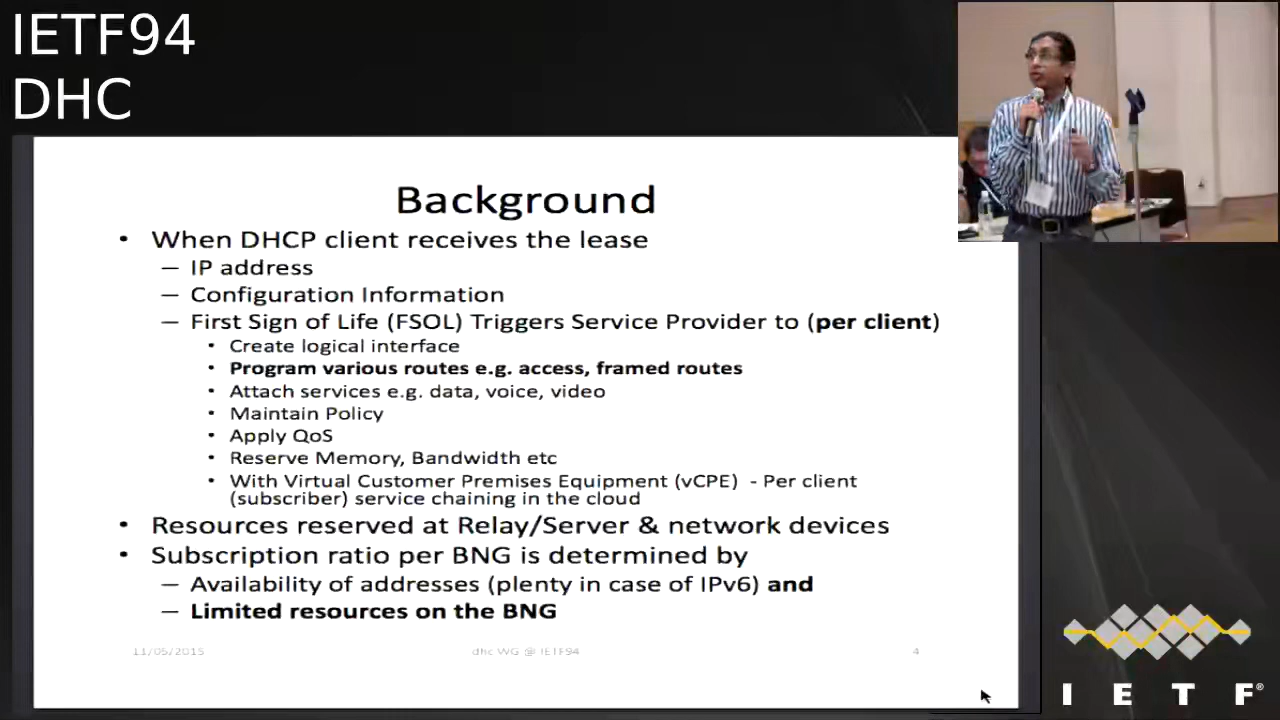 IETF94
DHC
Background
• When DHCP client receives the lease
– IP address
– Configuration Information
– First Sign of Life (FSOL) Triggers Service Provider to (per client)
• Create logical interface
• Program various routes e.g. access, framed routes
• Attach services e.g. data, voice, video
• Maintain Policy
• Apply QoS
• Reserve Memory, Bandwidth etc
• With Virtual Customer Premises Equipment (vCPE) - Per client
(subscriber) service chaining in the cloud
• Resources reserved at Relay/Server & network devices
• Subscription ratio per BNG is determined by
– Availability of addresses (plenty in case of IPv6) and
– Limited resources on the BNG
11/05/2015 dhc WG @ IETF94 4
I E T F®